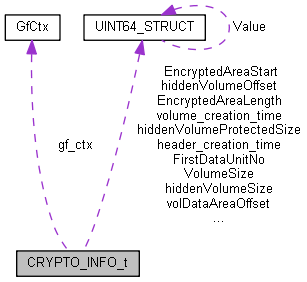 GfCtx
UINT64_STRUCT
Value
EncryptedAreaStart
hiddenVolumeOffset
EncryptedAreaLength
volume_creation_time
hiddenVolumeProtectedSize
header_creation_time
FirstDataUnitNo
VolumeSize
hiddenVolumeSize
volDataAreaOffset
...
gf_ctx
CRYPTO_INFO_t